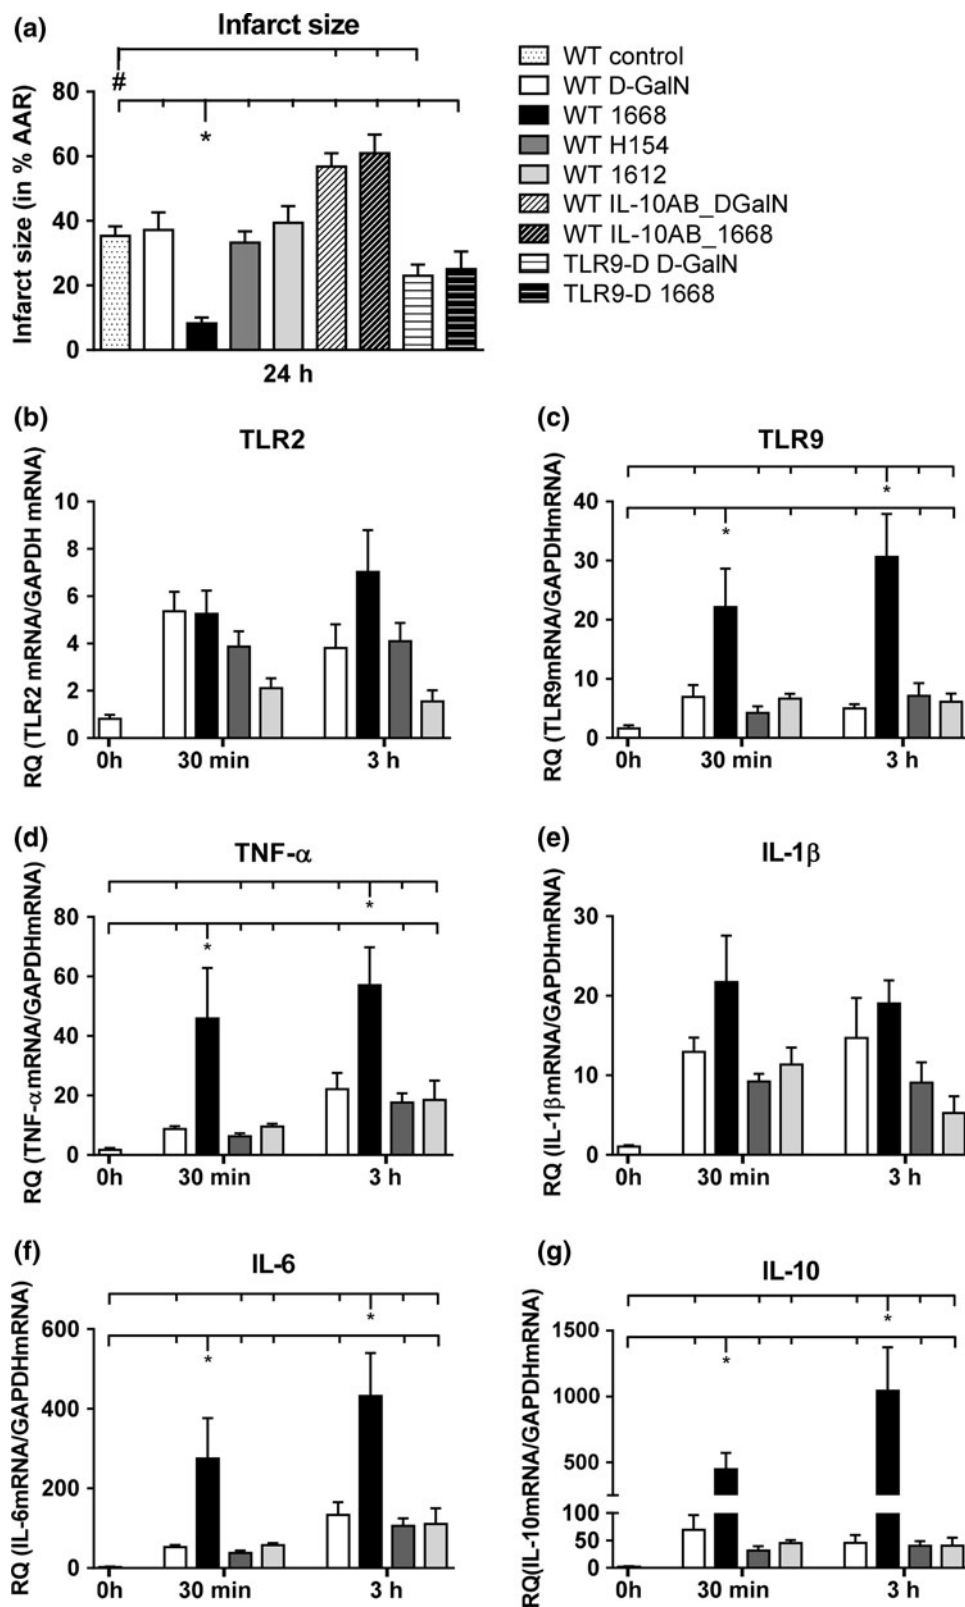 (a)
Infarct size
#
*
Infarct size (in % AAR)
80
60
40
20
0
24 h
WT control
WT D-GalN
WT 1668
WT H154
WT 1612
WT IL-10AB_DGalN
WT IL-10AB_1668
TLR9-D D-GalN
TLR9-D 1668
(b)
TLR2
RQ (TLR2 mRNA/GAPDH mRNA)
10
8
6
4
2
0
0h
30 min
3 h
(c)
TLR9
*
*
RQ (TLR9mRNA/GAPDHmRNA)
40
30
20
10
0
0h
30 min
3 h
(d)
TNF-α
*
*
RQ (TNF-αmRNA/GAPDHmRNA)
80
60
40
20
0
0h
30 min
3 h
(e)
IL-1β
RQ (IL-1βmRNA/GAPDHmRNA)
30
20
10
0
0h
30 min
3 h
(f)
IL-6
*
*
RQ (IL-6mRNA/GAPDHmRNA)
600
400
200
0
0h
30 min
3 h
(g)
IL-10
*
*
RQ(IL-10mRNA/GAPDHmRNA)
1500
1000
500
100
50
0
0h
30 min
3 h